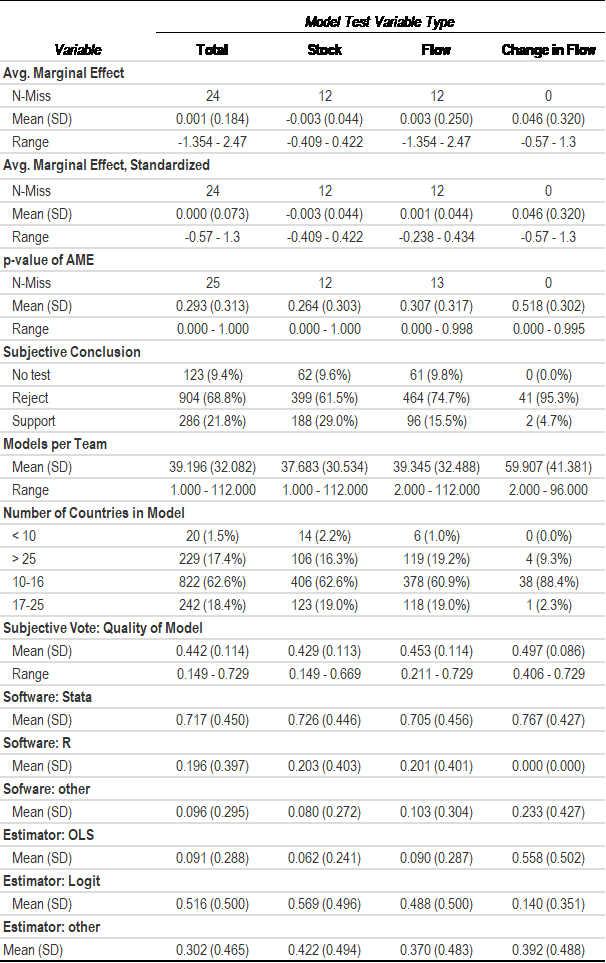 Model Test Variable Type
Variable Total Stock Flow Change in Flow
Avg. Marginal Effect
N-Miss 24 12 12 0
Mean (SD) 0.001 (0.184) -0.003 (0.044) 0.003 (0.250) 0.046 (0.320)
Range -1.354 - 2.47 -0.409 - 0.422 -1.354 - 2.47 -0.57 - 1.3
Avg. Marginal Effect, Standardized
N-Miss 24 12 12 0
Mean (SD) 0.000 (0.073) -0.003 (0.044) 0.001 (0.044) 0.046 (0.320)
Range -0.57 - 1.3 -0.409 - 0.422 -0.238 - 0.434 -0.57 - 1.3
p-value of AME
N-Miss 25 12 13 0
Mean (SD) 0.293 (0.313) 0.264 (0.303) 0.307 (0.317) 0.518 (0.302)
Range 0.000 - 1.000 0.000 - 1.000 0.000 - 0.998 0.000 - 0.995
Subjective Conclusion
No test 123 (9.4%) 62 (9.6%) 61 (9.8%) 0 (0.0%)
Reject 904 (68.8%) 399 (61.5%) 464 (74.7%) 41 (95.3%)
Support 286 (21.8%) 188 (29.0%) 96 (15.5%) 2 (4.7%)
Models per Team
Mean (SD) 39.196 (32.082) 37.683 (30.534) 39.345 (32.488) 59.907 (41.381)
Range 1.000 - 112.000 1.000 - 112.000 2.000 - 112.000 2.000 - 96.000
Number of Countries in Model
< 10 20 (1.5%) 14 (2.2%) 6 (1.0%) 0 (0.0%)
> 25 229 (17.4%) 106 (16.3%) 119 (19.2%) 4 (9.3%)
10-16 822 (62.6%) 406 (62.6%) 378 (60.9%) 38 (88.4%)
17-25 242 (18.4%) 123 (19.0%) 118 (19.0%) 1 (2.3%)
Subjective Vote: Quality of Model
Mean (SD) 0.442 (0.114) 0.429 (0.113) 0.453 (0.114) 0.497 (0.086)
Range 0.149 - 0.729 0.149 - 0.669 0.211 - 0.729 0.406 - 0.729
Software: Stata
Mean (SD) 0.717 (0.450) 0.726 (0.446) 0.705 (0.456) 0.767 (0.427)
Software: R
Mean (SD) 0.196 (0.397) 0.203 (0.403) 0.201 (0.401) 0.000 (0.000)
Sofware: other
Mean (SD) 0.096 (0.295) 0.080 (0.272) 0.103 (0.304) 0.233 (0.427)
Estimator: OLS
Mean (SD) 0.091 (0.288) 0.062 (0.241) 0.090 (0.287) 0.558 (0.502)
Estimator: Logit
Mean (SD) 0.516 (0.500) 0.569 (0.496) 0.488 (0.500) 0.140 (0.351)
Estimator: other
Mean (SD) 0.302 (0.465) 0.422 (0.494) 0.370 (0.483) 0.392 (0.488)